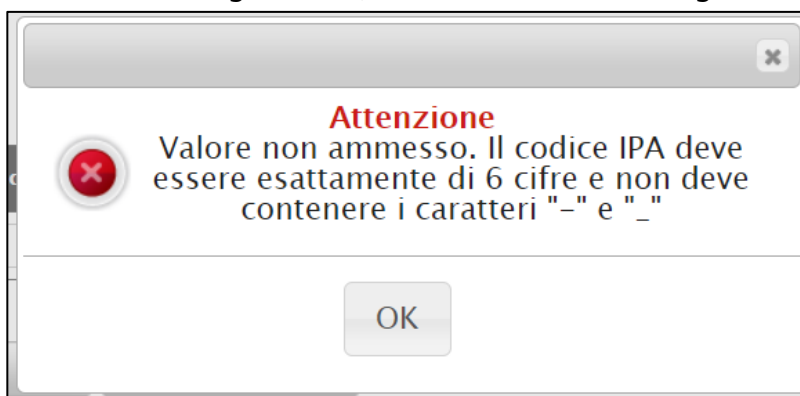 Attenzione
Valore non ammesso. Il codice IPA deve
essere esattamente di 6 cifre e non deve
contenere i caratteri "-" e "_"
OK